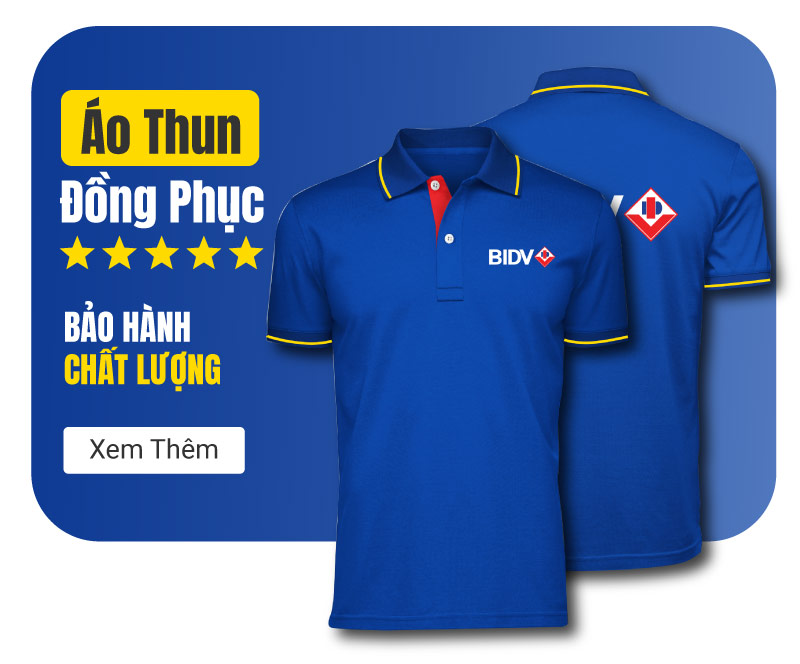 Áo Thun
Đồng Phục
BẢO HÀNH
CHẤT LƯỢNG
Xem Thêm
BIDV
V